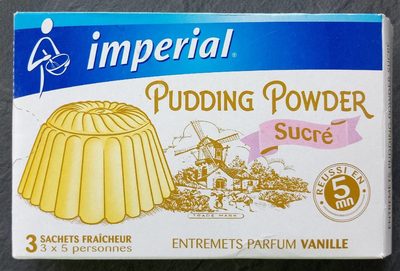 imperial
PUDDING POWDER
Sucré
TRADE MARK
RÉUSSI EN
5
mn
3 SACHETS FRAÎCHEUR
3 x 5 personnes
ENTREMETS PARFUM VANILLE